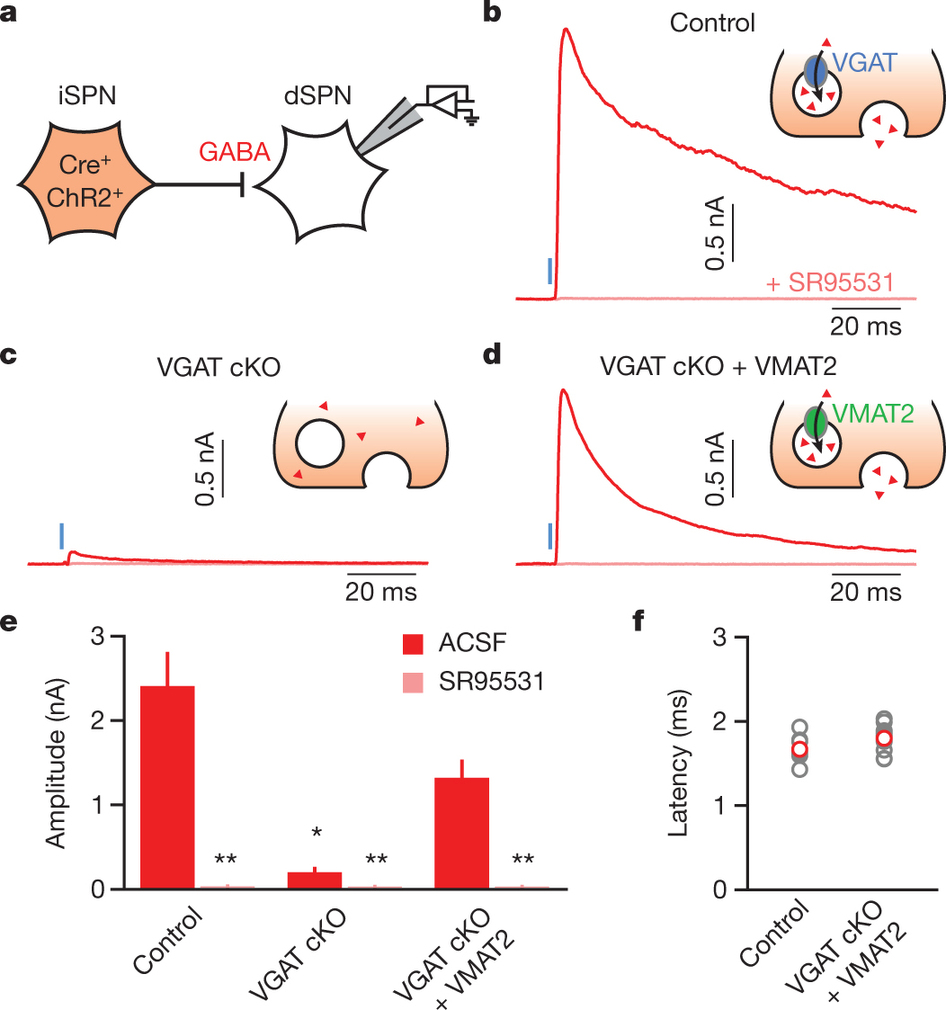 a
iSPN
dSPN
GABA
Cre⁺
ChR2⁺
b
Control
VGAT
0.5 nA
+ SR95531
20 ms
c
VGAT cKO
0.5 nA
20 ms
d
VGAT cKO + VMAT2
VMAT2
0.5 nA
20 ms
e
Amplitude (nA)
3
2
1
0
ACSF
SR95531
**
*
**
**
Control
VGAT cKO
VGAT cKO
+ VMAT2
f
Latency (ms)
3
2
1
0
Control
VGAT cKO
+ VMAT2